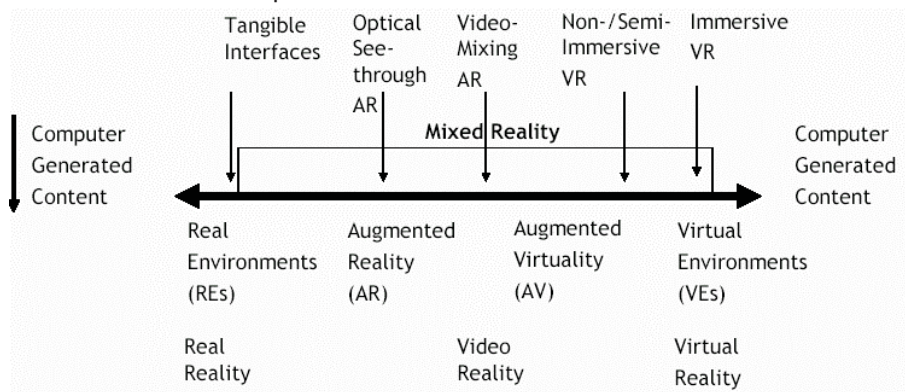 Tangible
Interfaces
Optical
See-
through
AR
Video-
Mixing
AR
Non-/Semi-
Immersive
VR
Immersive
VR
Mixed Reality
Computer
Generated
Content
Computer
Generated
Content
Real
Environments
(REs)
Augmented
Reality
(AR)
Augmented
Virtuality
(AV)
Virtual
Environments
(VEs)
Real
Reality
Video
Reality
Virtual
Reality